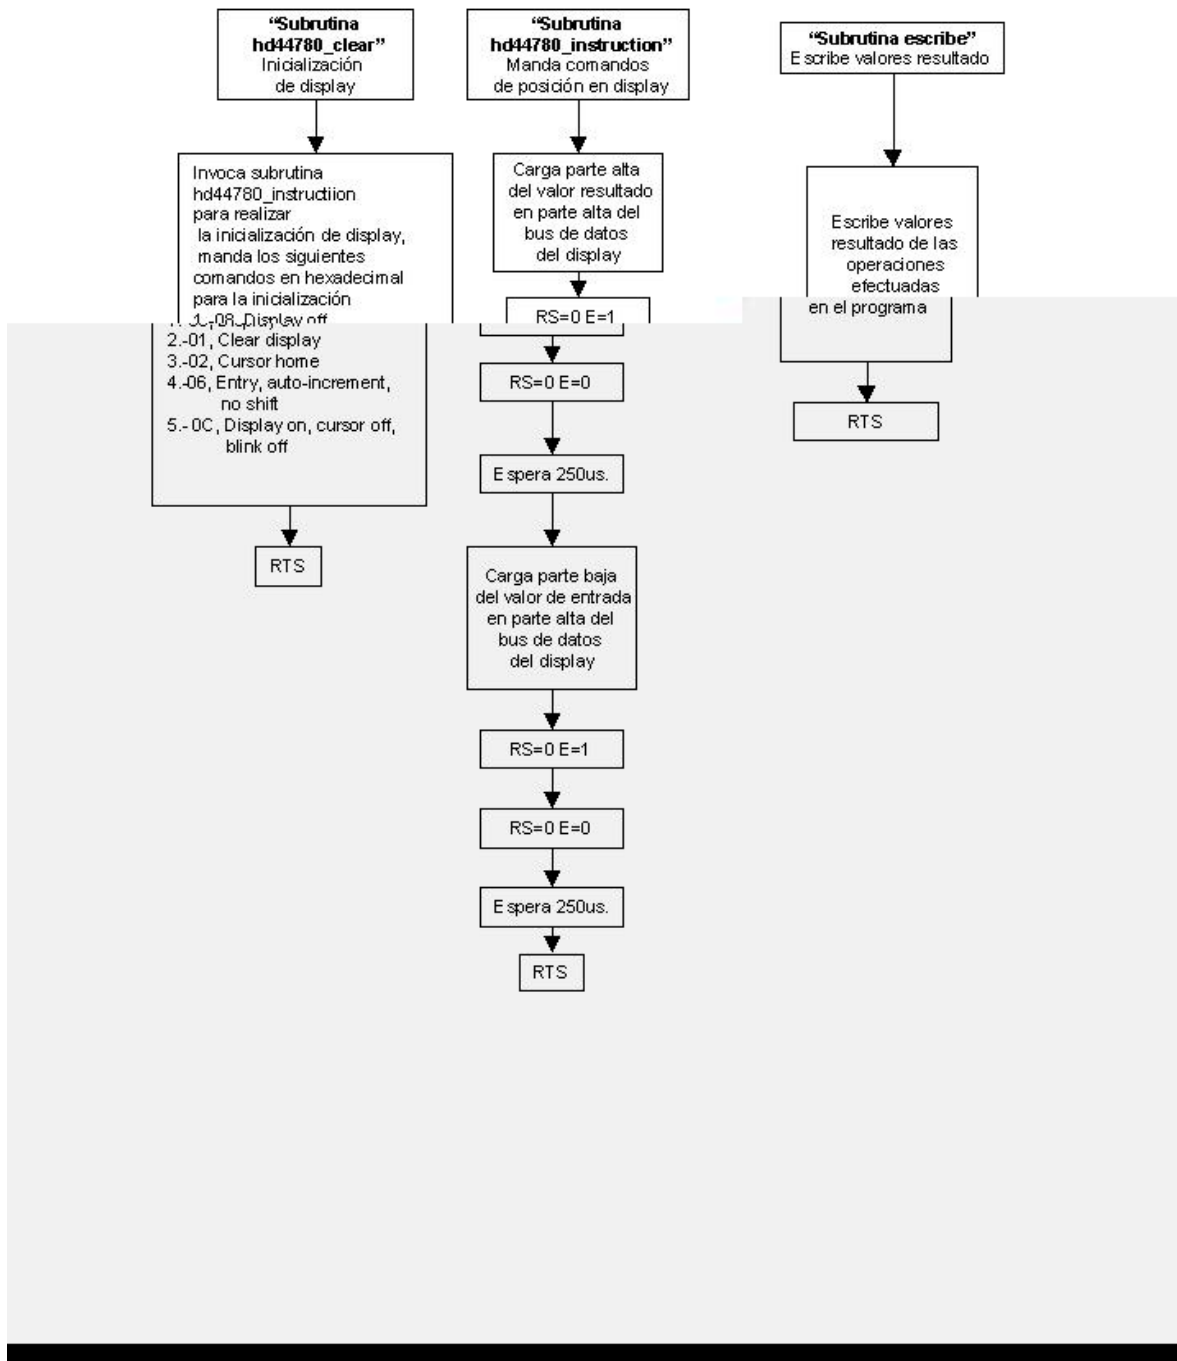 “Subrutina
hd44780_clear”
Inicialización
de display
Invoca subrutina
hd44780_instructiion
para realizar
la inicialización de display,
manda los siguientes
comandos en hexadecimal
para la inicialización
1.-08, Display off
2.-01, Clear display
3.-02, Cursor home
4.-06, Entry, auto-increment,
no shift
5.- 0C, Display on, cursor off,
blink off
RTS
“Subrutina
hd44780_instruction”
Manda comandos
de posición en display
Carga parte alta
del valor resultado
en parte alta del
bus de datos
del display
RS=0 E=1
RS=0 E=0
Espera 250us.
Carga parte baja
del valor de entrada
en parte alta del
bus de datos
del display
RS=0 E=1
RS=0 E=0
Espera 250us.
RTS
“Subrutina escribe”
Escribe valores resultado
Escribe valores
resultado de las
operaciones
efectuadas
en el programa
RTS